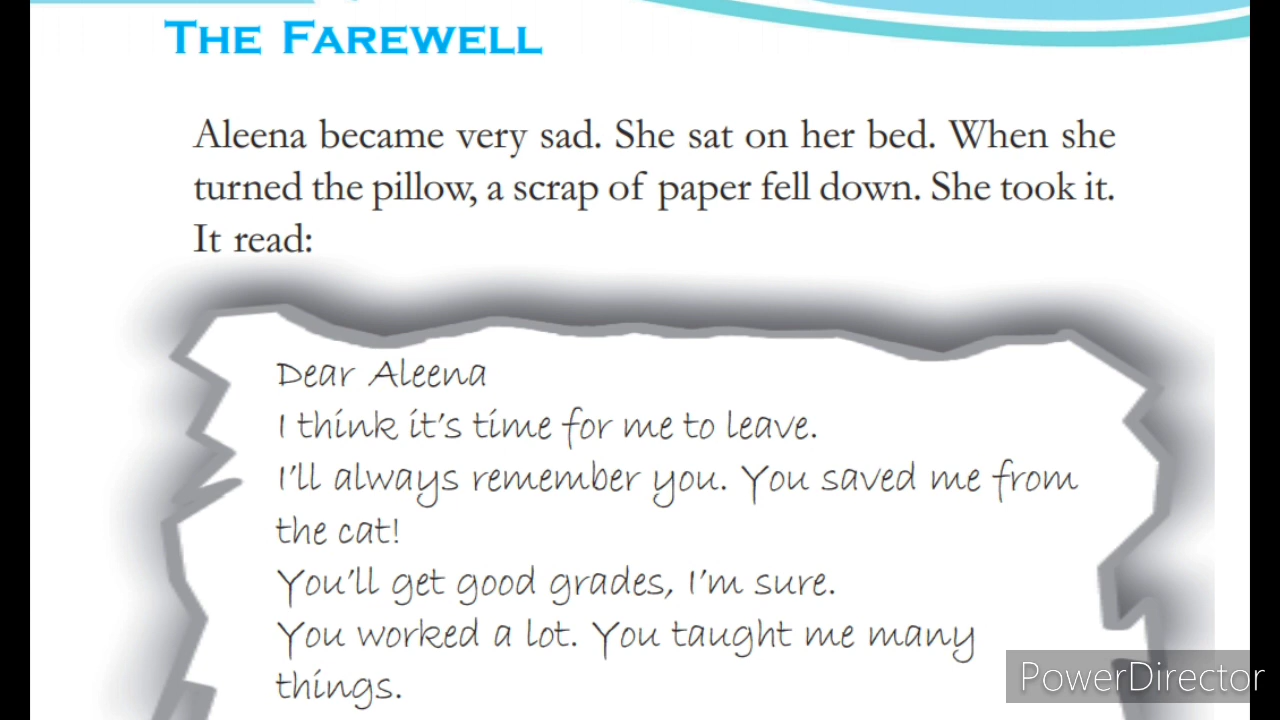 THE FAREWELL
Aleena became very sad. She sat on her bed. When she
turned the pillow, a scrap of paper fell down. She took it.
It read:
Dear Aleena
I think it's time for me to leave.
I'll always remember you. You saved me from
the cat!
You'll get good grades, I'm sure.
You worked a lot. You taught me many
things.
PowerDirector